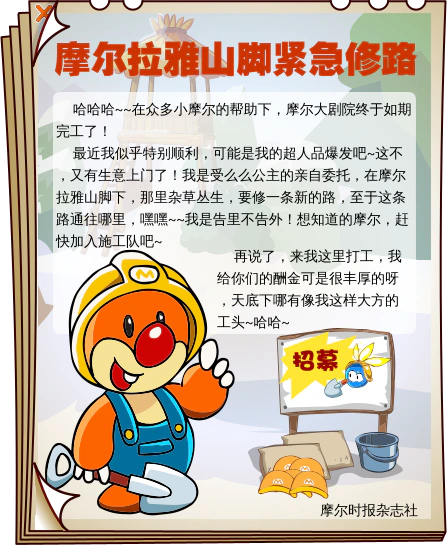 摩尔拉雅山脚紧急修路
哈哈哈~~在众多小摩尔的帮助下，摩尔大剧院终于如期
完工了！
最近我似乎特别顺利，可能是我的超人品爆发吧~这不
，又有生意上门了！我是受么么公主的亲自委托，在摩尔
拉雅山脚下，那里杂草丛生，要修一条新的路，至于这条
路通往哪里，嘿嘿~~我是告里不告外！想知道的摩尔，赶
快加入施工队吧~
再说了，来我这里打工，我
给你们的酬金可是很丰厚的呀
，天底下哪有像我这样大方的
工头~哈哈~
招募
摩尔时报杂志社